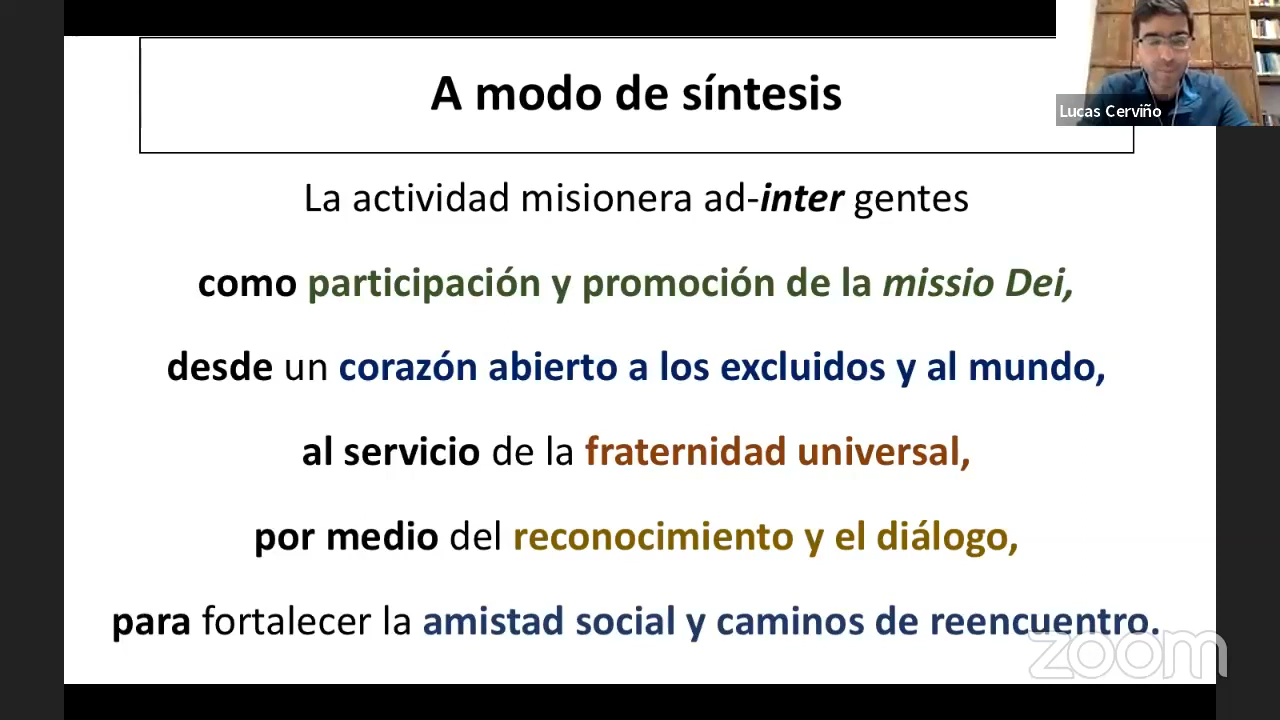 A modo de síntesis
Lucas Cerviño
La actividad misionera ad-inter gentes
como participación y promoción de la missio Dei,
desde un corazón abierto a los excluidos y al mundo,
al servicio de la fraternidad universal,
por medio del reconocimiento y el diálogo,
para fortalecer la amistad social y caminos de reencuentro.
zoom